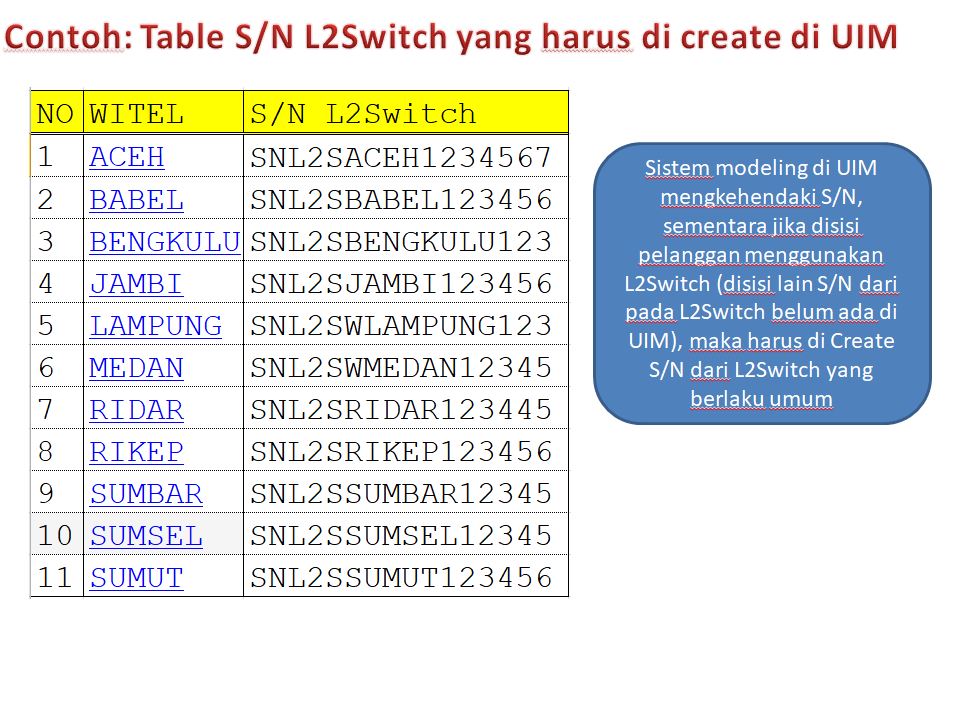 Contoh: Table S/N L2Switch yang harus di create di UIM
NO WITEL S/N L2Switch
1 ACEH SNL2SACEH1234567
2 BABEL SNL2SBABEL123456
3 BENGKULU SNL2SBENGKULU123
4 JAMBI SNL2SJAMBI123456
5 LAMPUNG SNL2SWLAMPUNG123
6 MEDAN SNL2SWMEDAN12345
7 RIDAR SNL2SRIDAR123445
8 RIKEP SNL2SRIKEP123456
9 SUMBAR SNL2SSUMBAR12345
10 SUMSEL SNL2SSUMSEL12345
11 SUMUT SNL2SSUMUT123456
Sistem modeling di UIM
mengkehendaki S/N,
sementara jika disisi
pelanggan menggunakan
L2Switch (disisi lain S/N dari
pada L2Switch belum ada di
UIM), maka harus di Create
S/N dari L2Switch yang
berlaku umum